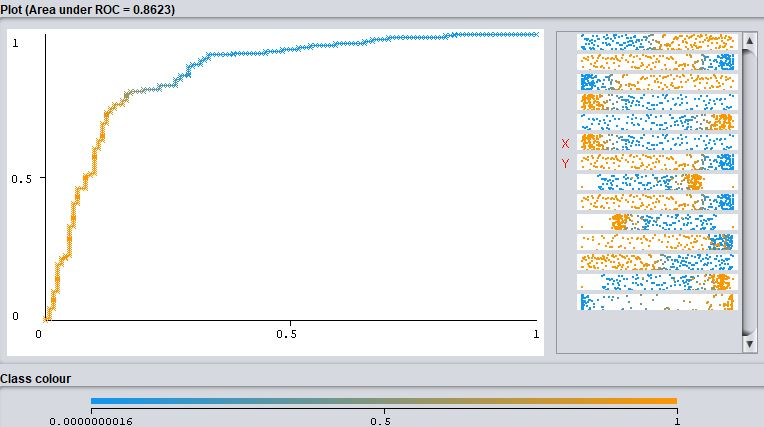 Plot (Area under ROC = 0.8623)
1
0.5
0
0
0.5
1
X
Y
Class colour
0.0000000016
0.5
1